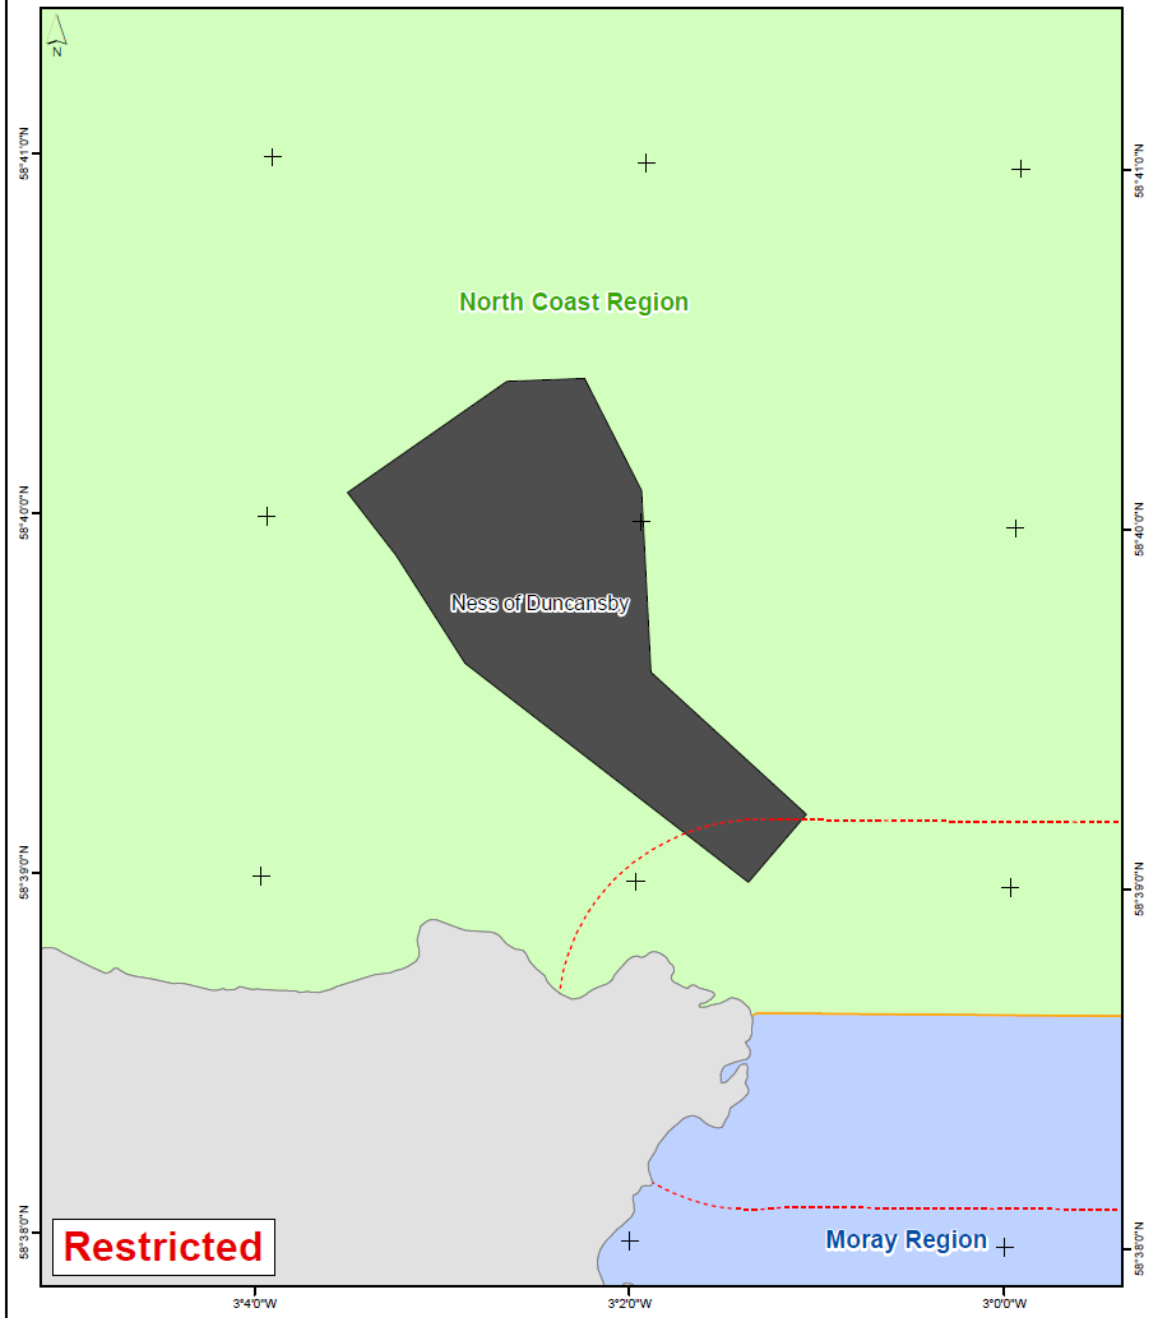 N
58°41'0"N
58°41'0"N
North Coast Region
58°40'0"N
58°40'0"N
Ness of Duncansby
58°39'0"N
58°39'0"N
58°38'0"N
58°38'0"N
Restricted
Moray Region
3°4'0"W
3°2'0"W
3°0'0"W